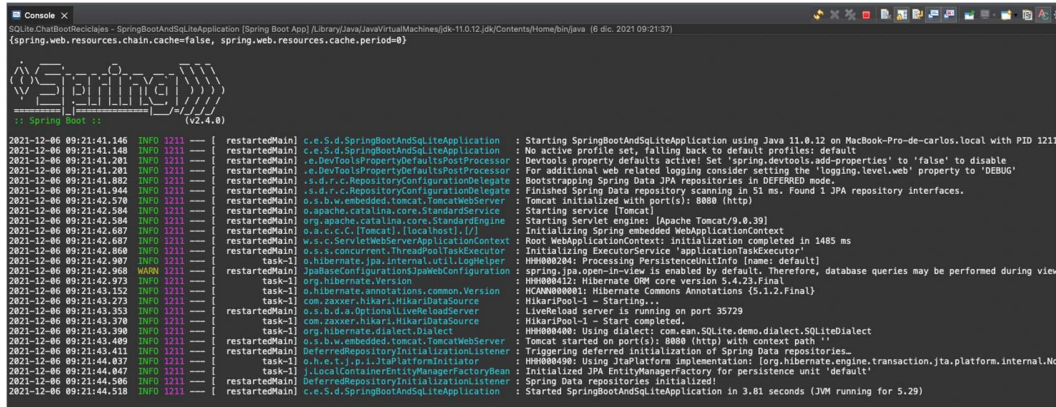 Console
SQLite.ChatBootReciclajes - SpringBootAndSqLiteApplication [Spring Boot App] /Library/Java/JavaVirtualMachines/jdk-11.0.12.jdk/Contents/Home/bin/java (6 dic. 2021 09:21:37)
{spring.web.resources.chain.cache=false, spring.web.resources.cache.period=0}
Spring
:: Spring Boot :: (v2.4.0)
2021-12-06 09:21:41.146 INFO 1211 --- [ restartedMain] c.e.S.d.SpringBootAndSqLiteApplication : Starting SpringBootAndSqLiteApplication using Java 11.0.12 on MacBook-Pro-de-carlos.local with PID 1211
2021-12-06 09:21:41.148 INFO 1211 --- [ restartedMain] c.e.S.d.SpringBootAndSqLiteApplication : No active profile set, falling back to default profiles: default
2021-12-06 09:21:41.201 INFO 1211 --- [ restartedMain] .e.DevToolsPropertyDefaultsPostProcessor : Devtools property defaults active! Set 'spring.devtools.add-properties' to 'false' to disable
2021-12-06 09:21:41.201 INFO 1211 --- [ restartedMain] .e.DevToolsPropertyDefaultsPostProcessor : For additional web related logging consider setting the 'logging.level.web' property to 'DEBUG'
2021-12-06 09:21:41.882 INFO 1211 --- [ restartedMain] .s.d.r.c.RepositoryConfigurationDelegate : Bootstrapping Spring Data JPA repositories in DEFERRED mode.
2021-12-06 09:21:41.944 INFO 1211 --- [ restartedMain] .s.d.r.c.RepositoryConfigurationDelegate : Finished Spring Data repository scanning in 51 ms. Found 1 JPA repository interfaces.
2021-12-06 09:21:42.570 INFO 1211 --- [ restartedMain] o.s.b.w.embedded.tomcat.TomcatWebServer : Tomcat initialized with port(s): 8080 (http)
2021-12-06 09:21:42.584 INFO 1211 --- [ restartedMain] o.apache.catalina.core.StandardService : Starting service [Tomcat]
2021-12-06 09:21:42.584 INFO 1211 --- [ restartedMain] org.apache.catalina.core.StandardEngine : Starting Servlet engine: [Apache Tomcat/9.0.39]
2021-12-06 09:21:42.687 INFO 1211 --- [ restartedMain] o.a.c.c.C.[Tomcat].[localhost].[/] : Initializing Spring embedded WebApplicationContext
2021-12-06 09:21:42.687 INFO 1211 --- [ restartedMain] w.s.c.ServletWebServerApplicationContext : Root WebApplicationContext: initialization completed in 1485 ms
2021-12-06 09:21:42.860 INFO 1211 --- [ restartedMain] o.s.s.concurrent.ThreadPoolTaskExecutor : Initializing ExecutorService 'applicationTaskExecutor'
2021-12-06 09:21:42.907 INFO 1211 --- [ task-1] o.hibernate.jpa.internal.util.LogHelper : HHH000204: Processing PersistenceUnitInfo [name: default]
2021-12-06 09:21:42.968 WARN 1211 --- [ restartedMain] JpaBaseConfiguration$JpaWebConfiguration : spring.jpa.open-in-view is enabled by default. Therefore, database queries may be performed during view
2021-12-06 09:21:42.973 INFO 1211 --- [ task-1] org.hibernate.Version : HHH000412: Hibernate ORM core version 5.4.23.Final
2021-12-06 09:21:43.152 INFO 1211 --- [ task-1] o.hibernate.annotations.common.Version : HCANN000001: Hibernate Commons Annotations {5.1.2.Final}
2021-12-06 09:21:43.273 INFO 1211 --- [ task-1] com.zaxxer.hikari.HikariDataSource : HikariPool-1 - Starting...
2021-12-06 09:21:43.353 INFO 1211 --- [ restartedMain] o.s.b.d.a.OptionalLiveReloadServer : LiveReload server is running on port 35729
2021-12-06 09:21:43.370 INFO 1211 --- [ task-1] com.zaxxer.hikari.HikariDataSource : HikariPool-1 - Start completed.
2021-12-06 09:21:43.390 INFO 1211 --- [ task-1] org.hibernate.dialect.Dialect : HHH000400: Using dialect: com.ean.SQLite.demo.dialect.SQLiteDialect
2021-12-06 09:21:43.409 INFO 1211 --- [ restartedMain] o.s.b.w.embedded.tomcat.TomcatWebServer : Tomcat started on port(s): 8080 (http) with context path ''
2021-12-06 09:21:43.411 INFO 1211 --- [ restartedMain] DeferredRepositoryInitializationListener : Triggering deferred initialization of Spring Data repositories…
2021-12-06 09:21:44.037 INFO 1211 --- [ task-1] o.h.e.t.j.p.i.JtaPlatformInitiator : HHH000490: Using JtaPlatform implementation: [org.hibernate.engine.transaction.jta.platform.internal.No
2021-12-06 09:21:44.047 INFO 1211 --- [ task-1] j.LocalContainerEntityManagerFactoryBean : Initialized JPA EntityManagerFactory for persistence unit 'default'
2021-12-06 09:21:44.506 INFO 1211 --- [ restartedMain] DeferredRepositoryInitializationListener : Spring Data repositories initialized!
2021-12-06 09:21:44.518 INFO 1211 --- [ restartedMain] c.e.S.d.SpringBootAndSqLiteApplication : Started SpringBootAndSqLiteApplication in 3.81 seconds (JVM running for 5.29)